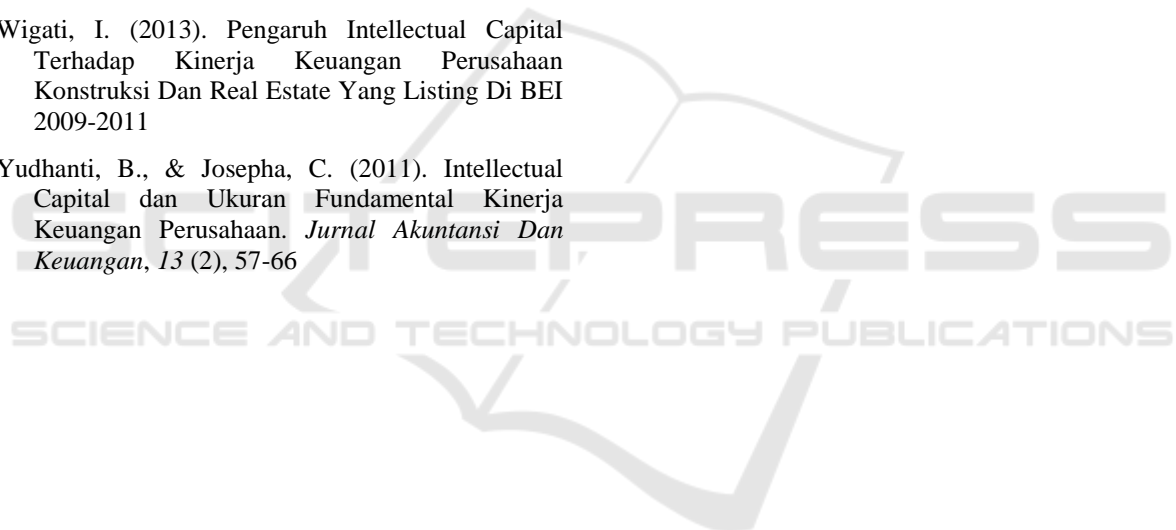 Wigati, I. (2013). Pengaruh Intellectual Capital
Terhadap Kinerja Keuangan Perusahaan
Konstruksi Dan Real Estate Yang Listing Di BEI
2009-2011
Yudhanti, B., & Josepha, C. (2011). Intellectual
Capital dan Ukuran Fundamental Kinerja
Keuangan Perusahaan. Jurnal Akuntansi Dan
Keuangan, 13 (2), 57-66
SCITEPRESS
SCIENCE AND TECHNOLOGY PUBLICATIONS